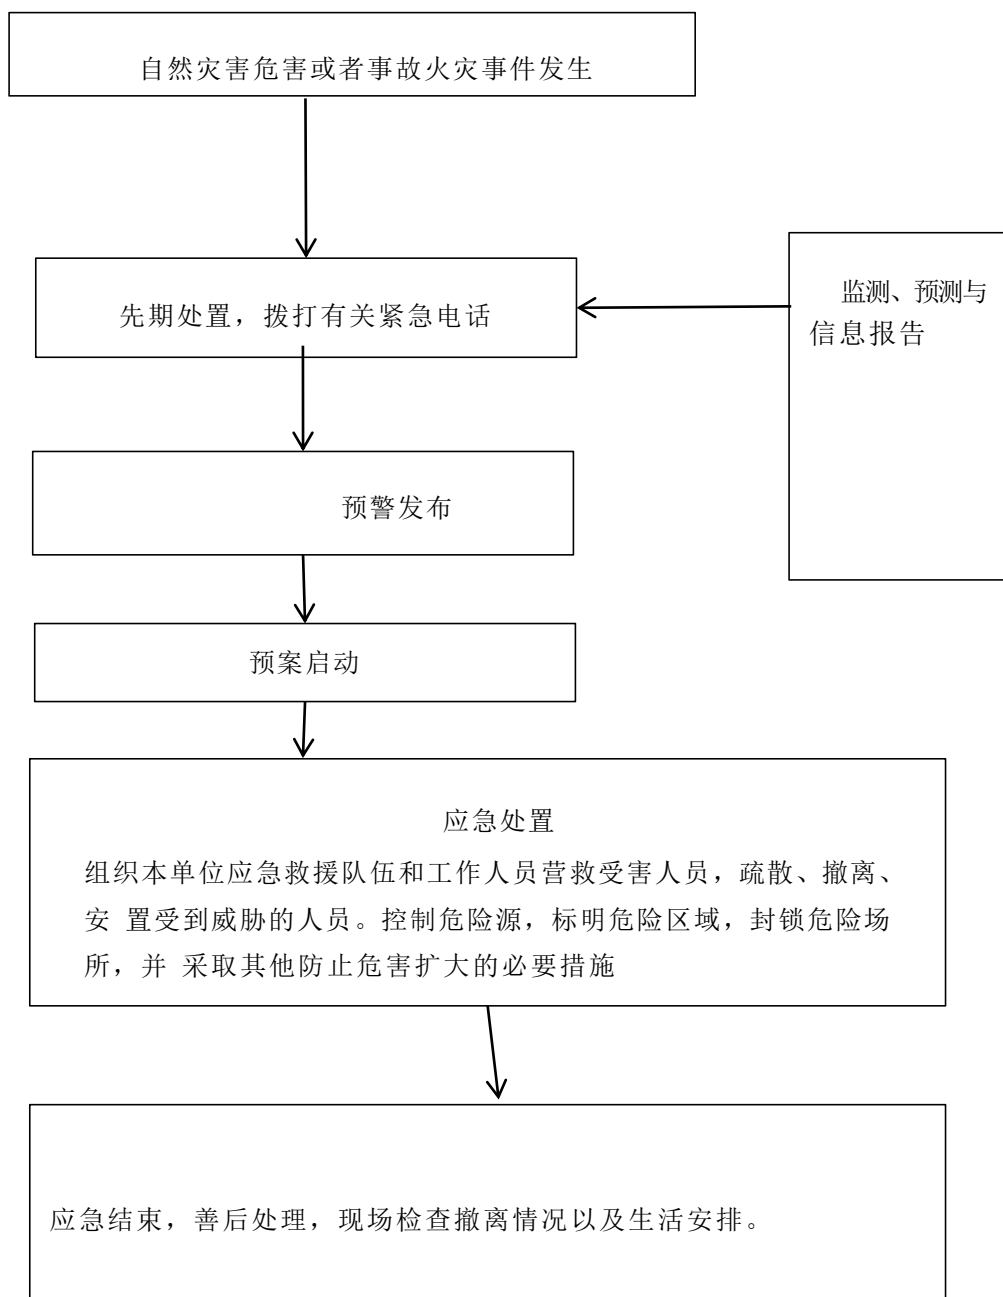 自然灾害危害或者事故火灾事件发生
先期处置，拨打有关紧急电话
监测、预测与
信息报告
预警发布
预案启动
应急处置
组织本单位应急救援队伍和工作人员营救受害人员，疏散、撤离、
安 置受到威胁的人员。控制危险源，标明危险区域，封锁危险场
所，并 采取其他防止危害扩大的必要措施
应急结束，善后处理，现场检查撤离情况以及生活安排。